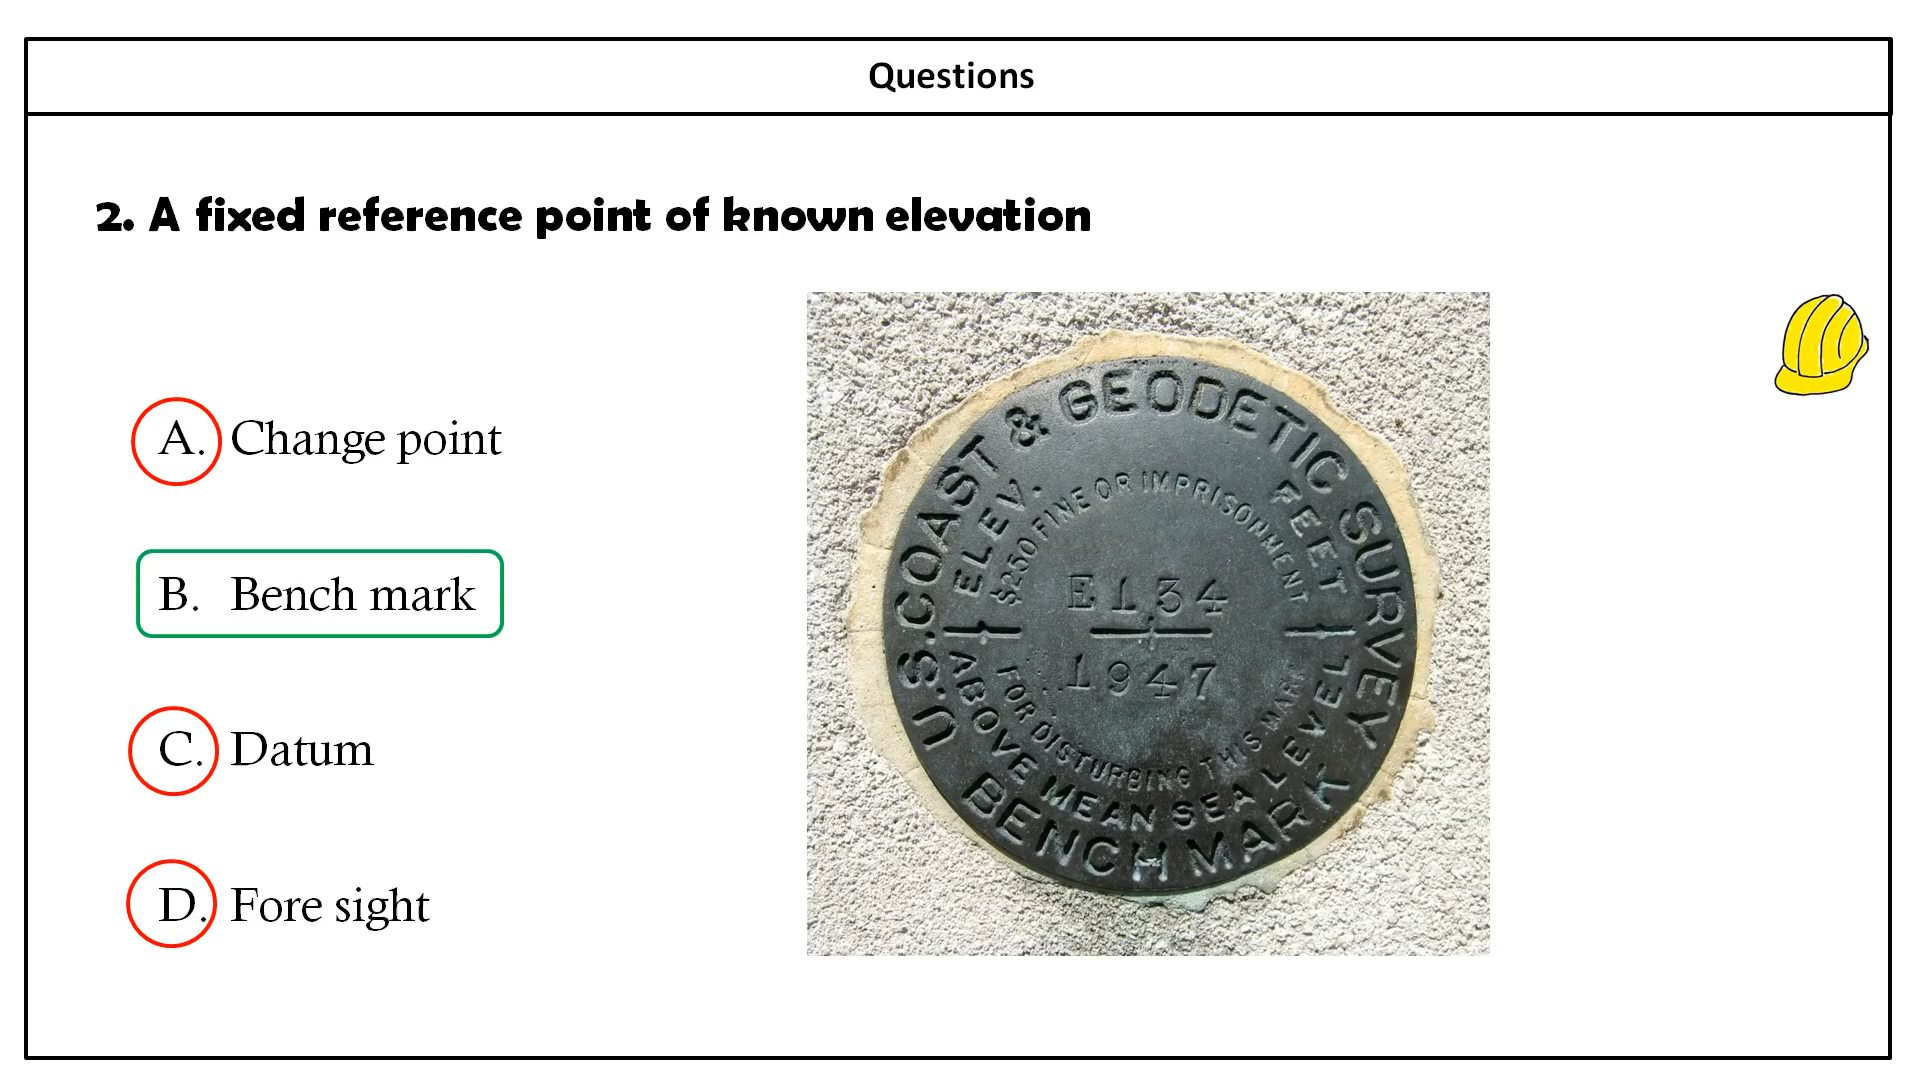 Questions
2. A fixed reference point of known elevation
A. Change point
B. Bench mark
C. Datum
D. Fore sight
U.S. COAST & GEODETIC SURVEY
ELEV.
FEET
$250 FINE OR IMPRISONMENT
E 134
1947
FOR DISTURBING THIS MARK
ABOVE MEAN SEA LEVEL
BENCH MARK